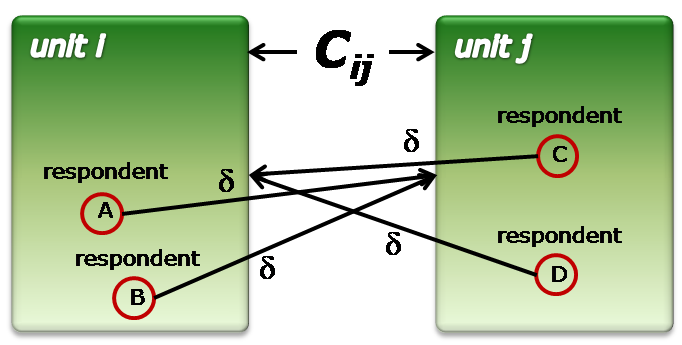 unit i
C ij
unit j
respondent
C
δ
respondent
A
δ
respondent
B
δ
respondent
D
δ